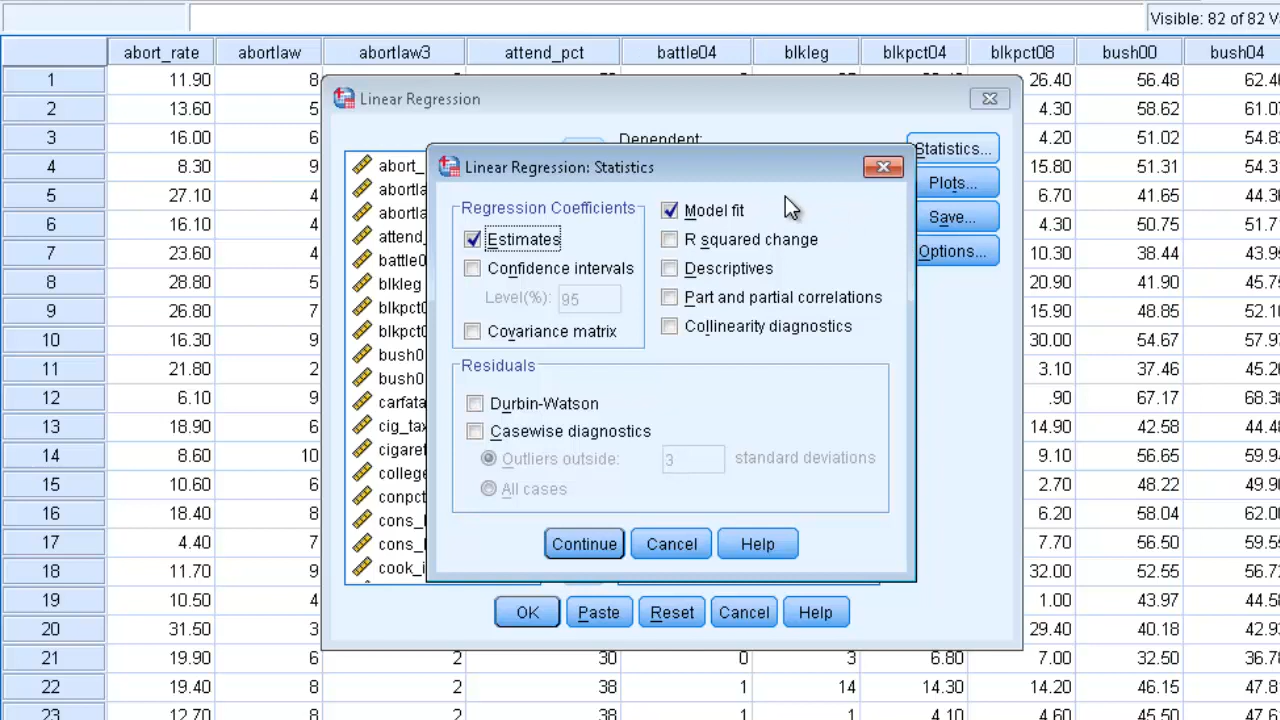 Visible: 82 of 82 V
abort_rate abortlaw abortlaw3 attend_pct battle04 blkleg blkpct04 blkpct08 bush00 bush04
1 11.90 8 26.40 56.48 62.4
2 13.60 5 4.30 58.62 61.0
3 16.00 6 4.20 51.02 54.8
4 8.30 9 15.80 51.31 54.3
5 27.10 4 6.70 41.65 44.3
6 16.10 4 4.30 50.75 51.7
7 23.60 4 10.30 38.44 43.9
8 28.80 5 20.90 41.90 45.7
9 26.80 7 15.90 48.85 52.1
10 16.30 9 30.00 54.67 57.9
11 21.80 2 3.10 37.46 45.2
12 6.10 9 .90 67.17 68.3
13 18.90 6 14.90 42.58 44.4
14 8.60 10 9.10 56.65 59.9
15 10.60 6 2.70 48.22 49.9
16 18.40 8 6.20 58.04 62.0
17 4.40 7 7.70 56.50 59.5
18 11.70 9 32.00 52.55 56.7
19 10.50 4 1.00 43.97 44.5
20 31.50 3 29.40 40.18 42.9
21 19.90 6 2 30 0 3 6.80 7.00 32.50 36.7
22 19.40 8 2 38 1 14 14.30 14.20 46.15 47.8
23 12.70 8 2 38 1 1 4.10 4.60 45.50 47.6
Linear Regression
Dependent:
abort_
abortla
abortla
attend_
battle0
blkleg
blkpct0
blkpct0
bush0
bush0
carfata
cig_tax
cigaret
college
conpct
cons_
cons_
cook_i
Statistics...
Plots...
Save...
Options...
OK Paste Reset Cancel Help
Linear Regression: Statistics
Regression Coefficients
Estimates
Confidence intervals
Level(%): 95
Covariance matrix
Model fit
R squared change
Descriptives
Part and partial correlations
Collinearity diagnostics
Residuals
Durbin-Watson
Casewise diagnostics
Outliers outside: 3 standard deviations
All cases
Continue Cancel Help